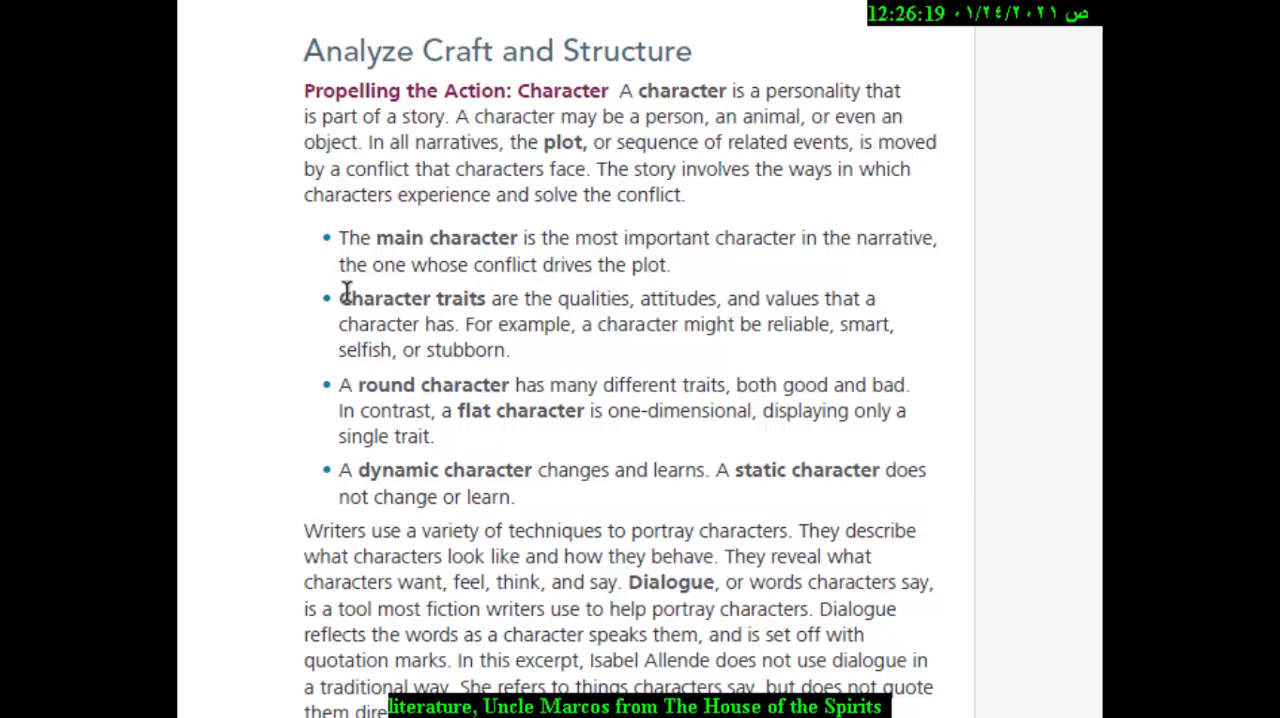 12:26:19 ٠١/٢٤/٢٠٢١ ص
Analyze Craft and Structure
Propelling the Action: Character A character is a personality that
is part of a story. A character may be a person, an animal, or even an
object. In all narratives, the plot, or sequence of related events, is moved
by a conflict that characters face. The story involves the ways in which
characters experience and solve the conflict.
• The main character is the most important character in the narrative,
the one whose conflict drives the plot.
• Character traits are the qualities, attitudes, and values that a
character has. For example, a character might be reliable, smart,
selfish, or stubborn.
• A round character has many different traits, both good and bad.
In contrast, a flat character is one-dimensional, displaying only a
single trait.
• A dynamic character changes and learns. A static character does
not change or learn.
Writers use a variety of techniques to portray characters. They describe
what characters look like and how they behave. They reveal what
characters want, feel, think, and say. Dialogue, or words characters say,
is a tool most fiction writers use to help portray characters. Dialogue
reflects the words as a character speaks them, and is set off with
quotation marks. In this excerpt, Isabel Allende does not use dialogue in
a traditional way. She refers to things characters say, but does not quote
them dire
literature, Uncle Marcos from The House of the Spirits